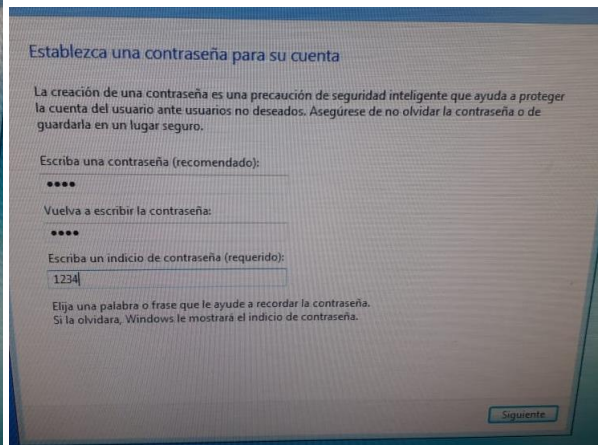 Establezca una contraseña para su cuenta
La creación de una contraseña es una precaución de seguridad inteligente que ayuda a proteger
la cuenta del usuario ante usuarios no deseados. Asegúrese de no olvidar la contraseña o de
guardarla en un lugar seguro.
Escriba una contraseña (recomendado):
••••
Vuelva a escribir la contraseña:
••••
Escriba un indicio de contraseña (requerido):
1234
Elija una palabra o frase que le ayude a recordar la contraseña.
Si la olvidara, Windows le mostrará el indicio de contraseña.
Siguiente